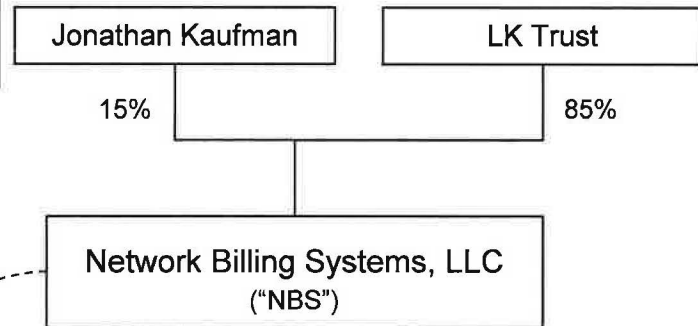 Jonathan Kaufman
LK Trust
15%
85%
Network Billing Systems, LLC
(“NBS”)